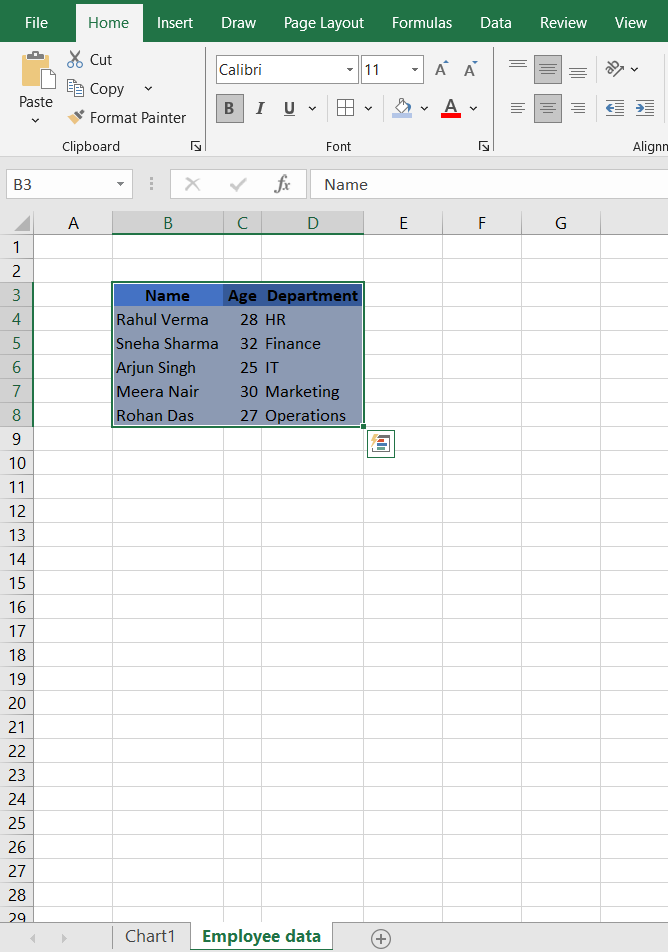 File Home Insert Draw Page Layout Formulas Data Review View
Cut
Copy
Format Painter
Paste
Calibri 11 A A
B I U A
Clipboard Font Alignn
B3 fx Name
A B C D E F G
1
2
3 Name Age Department
4 Rahul Verma 28 HR
5 Sneha Sharma 32 Finance
6 Arjun Singh 25 IT
7 Meera Nair 30 Marketing
8 Rohan Das 27 Operations
9
10
11
12
13
14
15
16
17
18
19
20
21
22
23
24
25
26
27
28
29
Chart1 Employee data